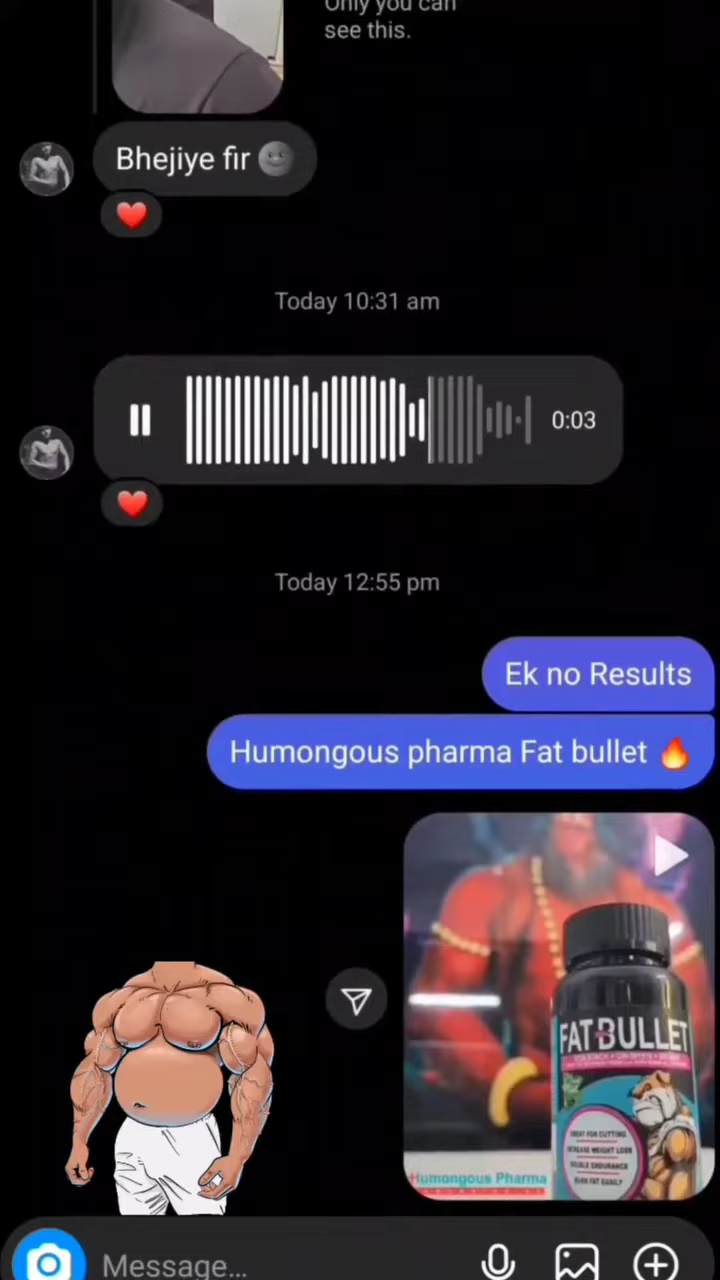 Only you can
see this.
Bhejiye fir
Today 10:31 am
0:03
Today 12:55 pm
Ek no Results
Humongous pharma Fat bullet 🔥
FAT BULLET
GREAT FOR CUTTING
INCREASE WEIGHT LOSS
DOUBLE ENDURANCE
BURN FAT EASILY
Humongous Pharma
Message...